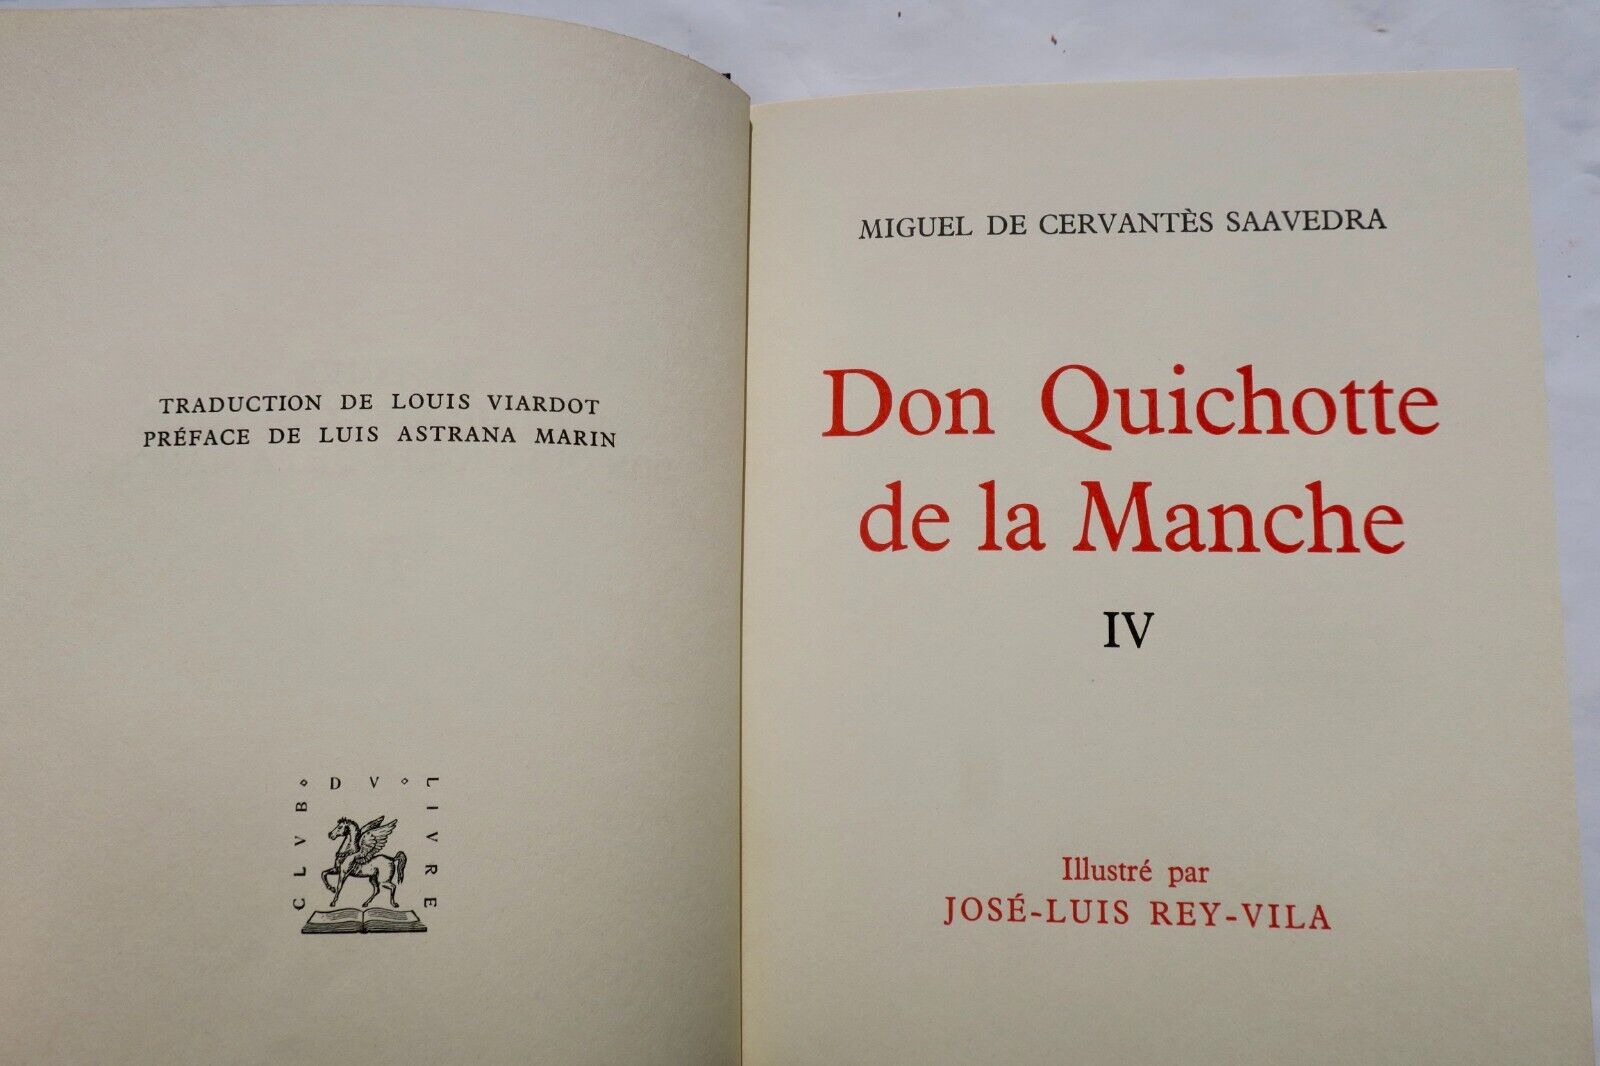 TRADUCTION DE LOUIS VIARDOT
PRÉFACE DE LUIS ASTRANA MARIN
CLVB DV LIVRE
MIGUEL DE CERVANTÈS SAAVEDRA
Don Quichotte
de la Manche
IV
Illustré par
JOSÉ-LUIS REY-VILA